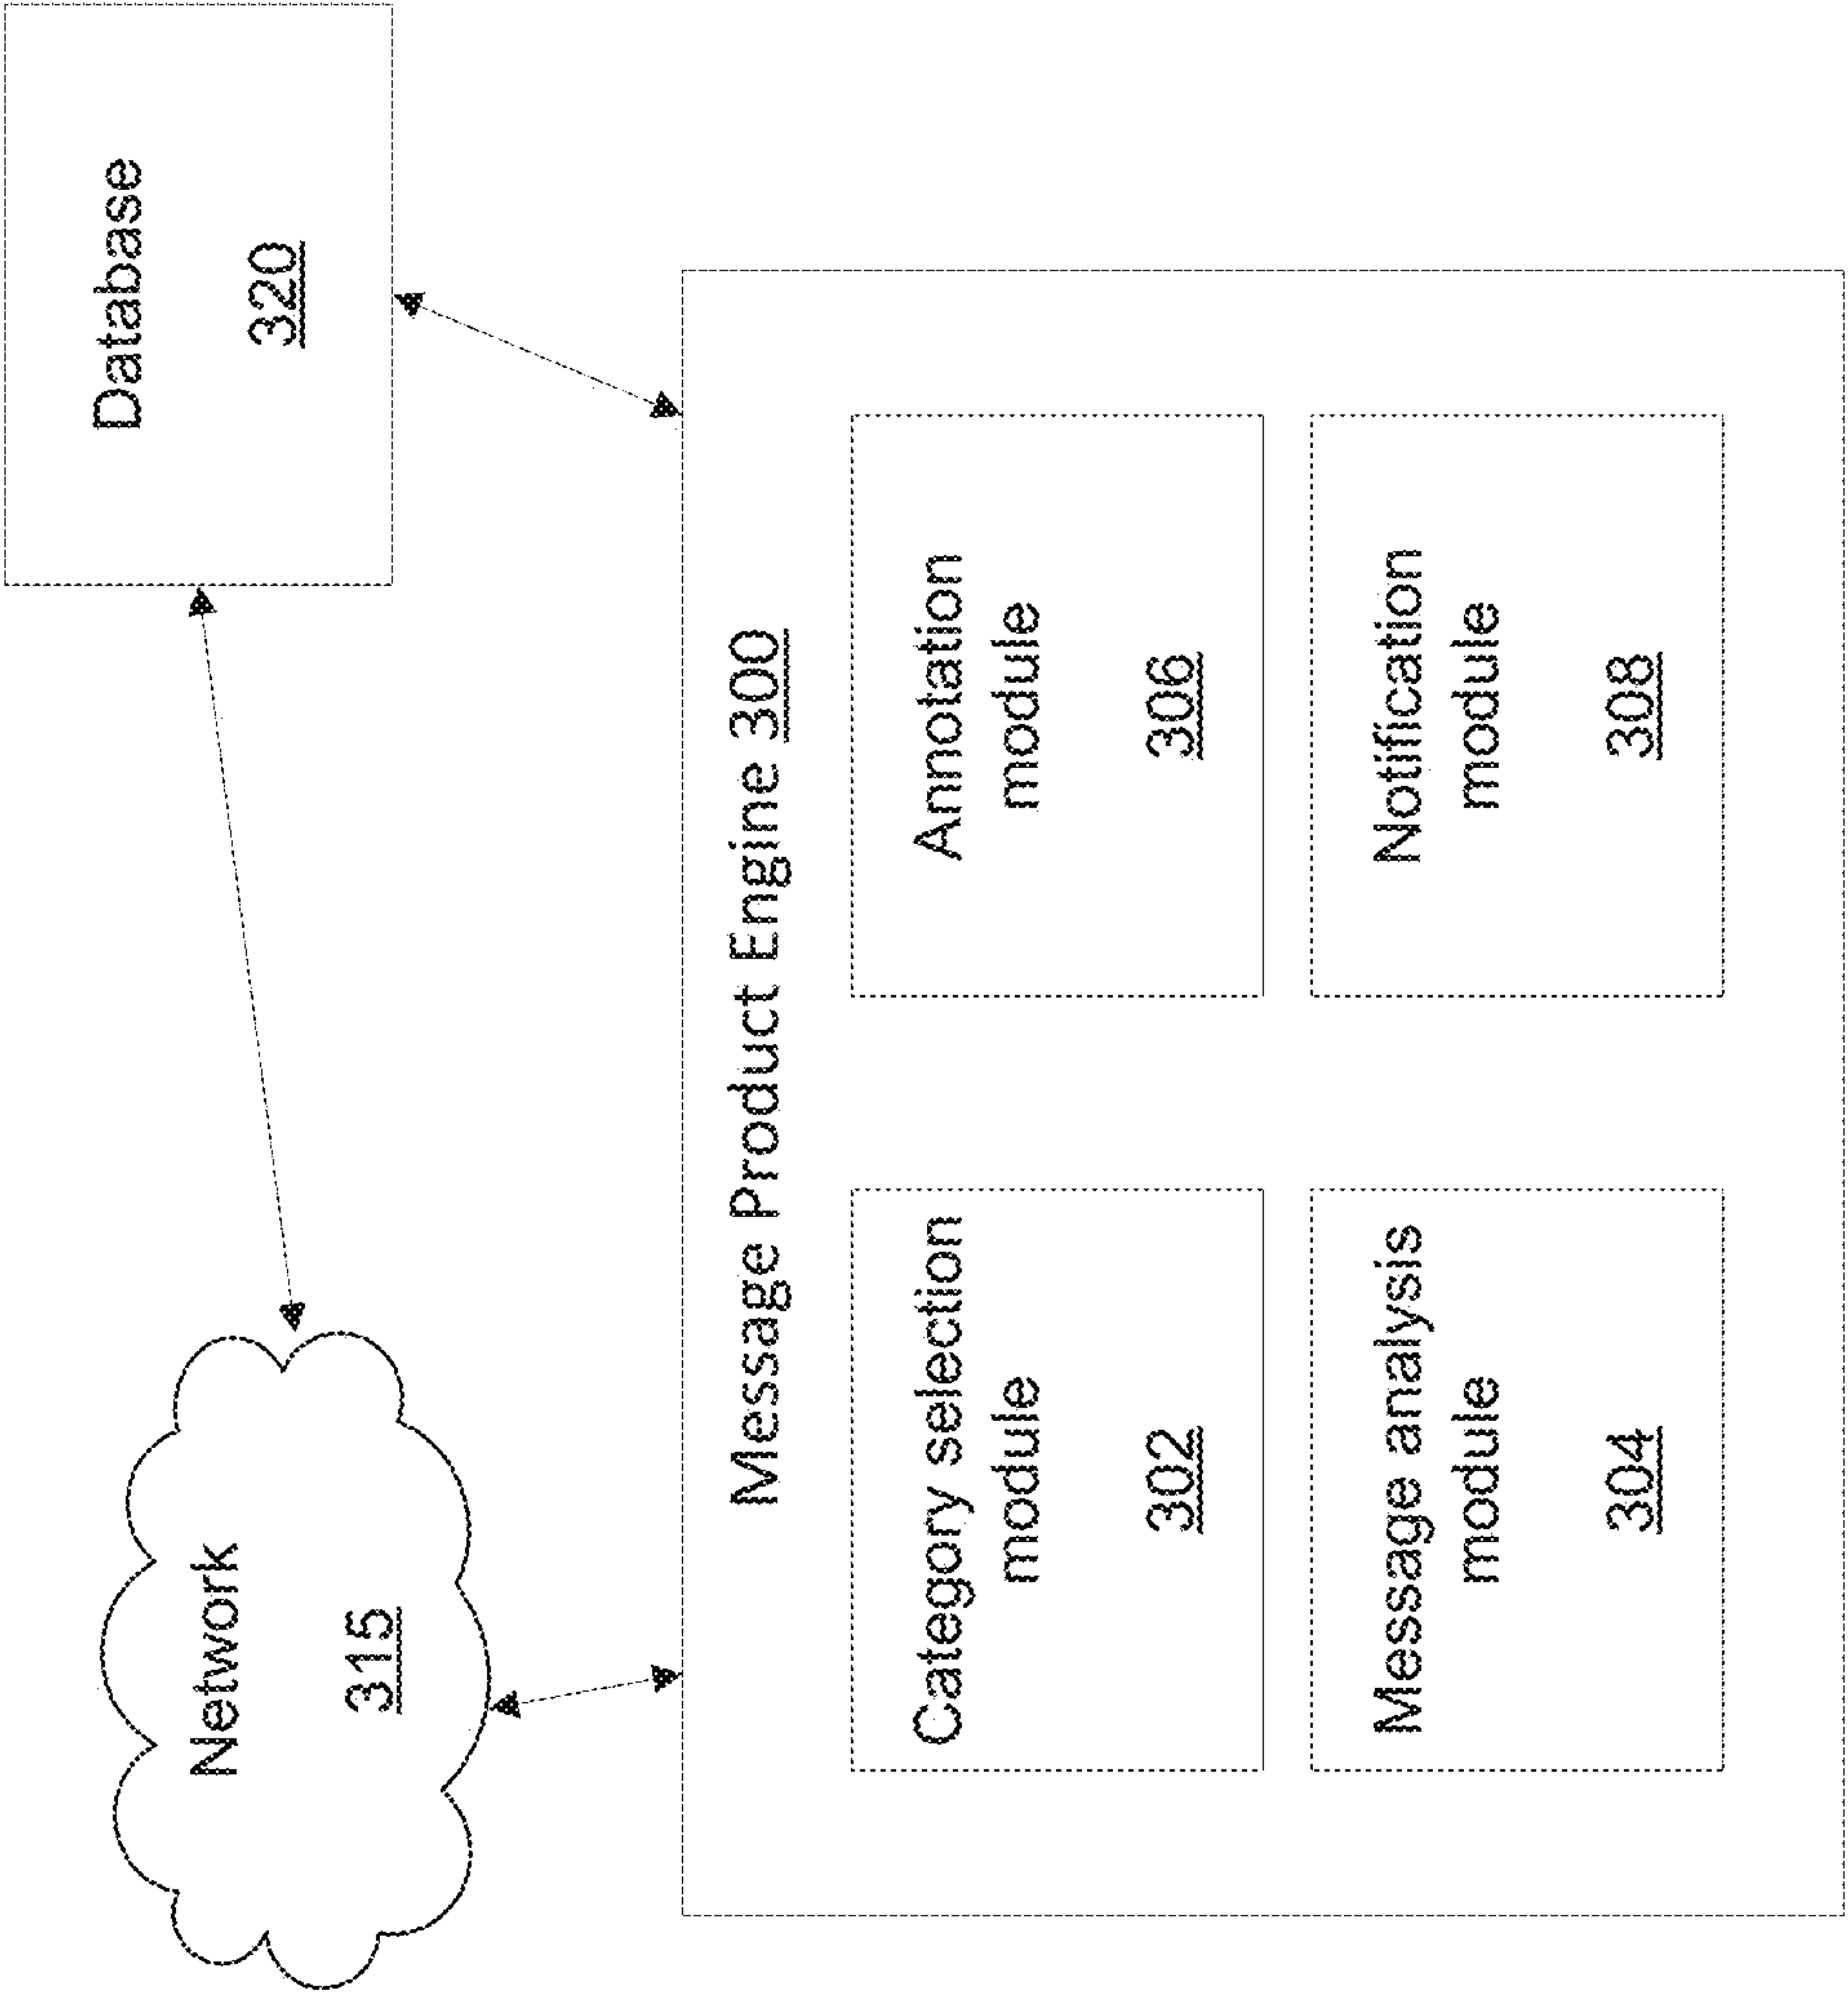 Network
315
Database
320
Message Product Engine 300
Category selection
module
302
Annotation
module
306
Message analysis
module
304
Notification
module
308